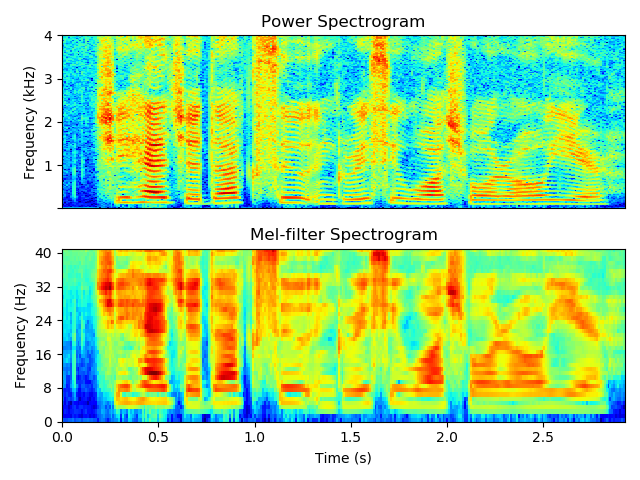 Power Spectrogram
4
3
2
1
Frequency (kHz)
Mel-filter Spectrogram
40
32
24
16
8
0
Frequency (Hz)
0.0 0.5 1.0 1.5 2.0 2.5
Time (s)